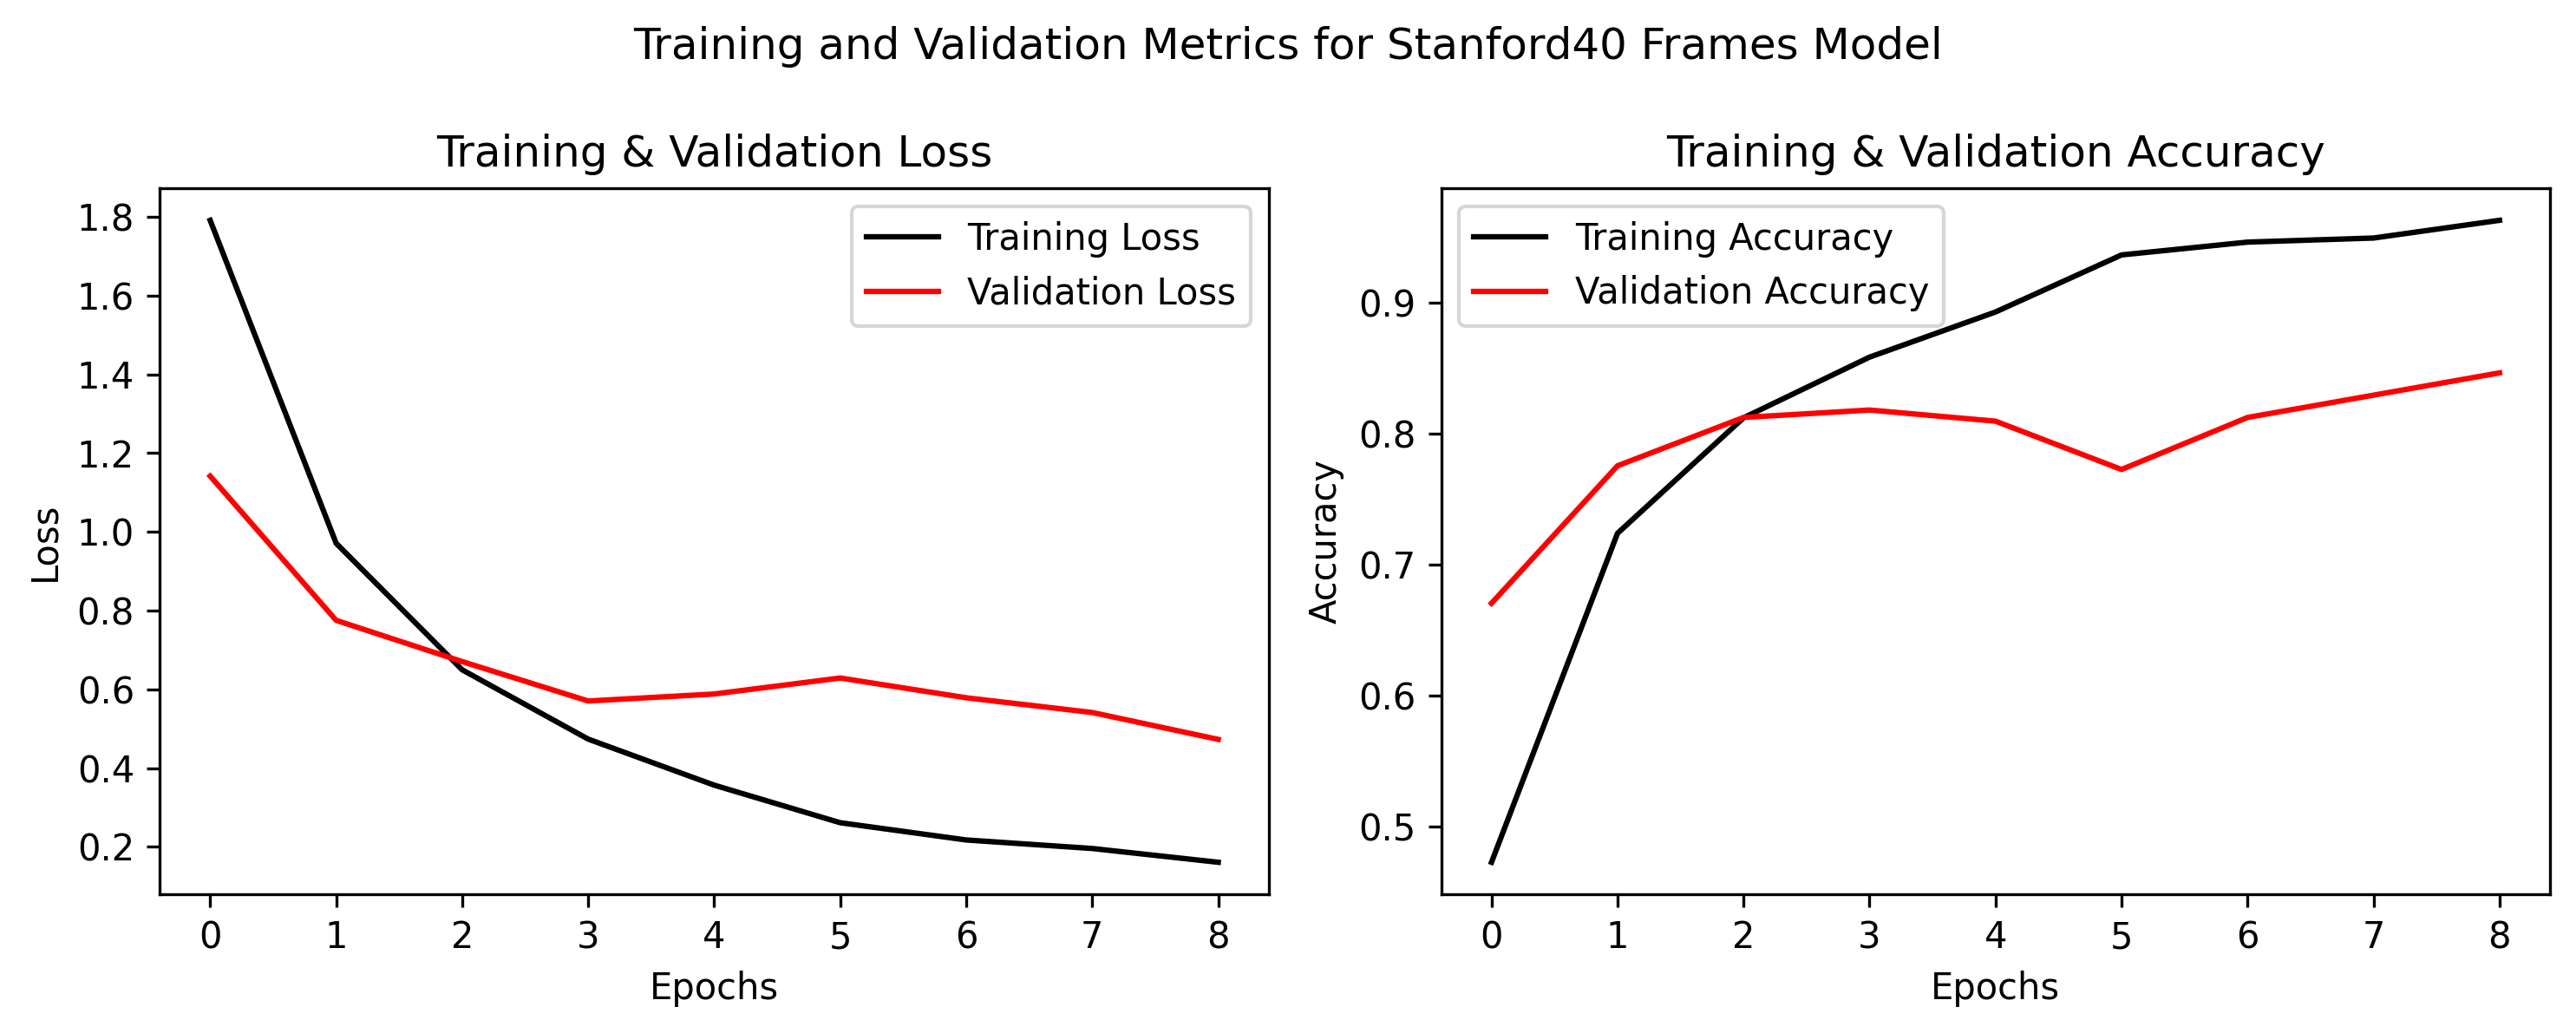 Training and Validation Metrics for Stanford40 Frames Model
Training & Validation Loss
1.8
1.6
1.4
1.2
1.0
0.8
0.6
0.4
0.2
Loss
Training Loss
Validation Loss
0 1 2 3 4 5 6 7 8
Epochs
Training & Validation Accuracy
0.9
0.8
0.7
0.6
0.5
Accuracy
Training Accuracy
Validation Accuracy
0 1 2 3 4 5 6 7 8
Epochs